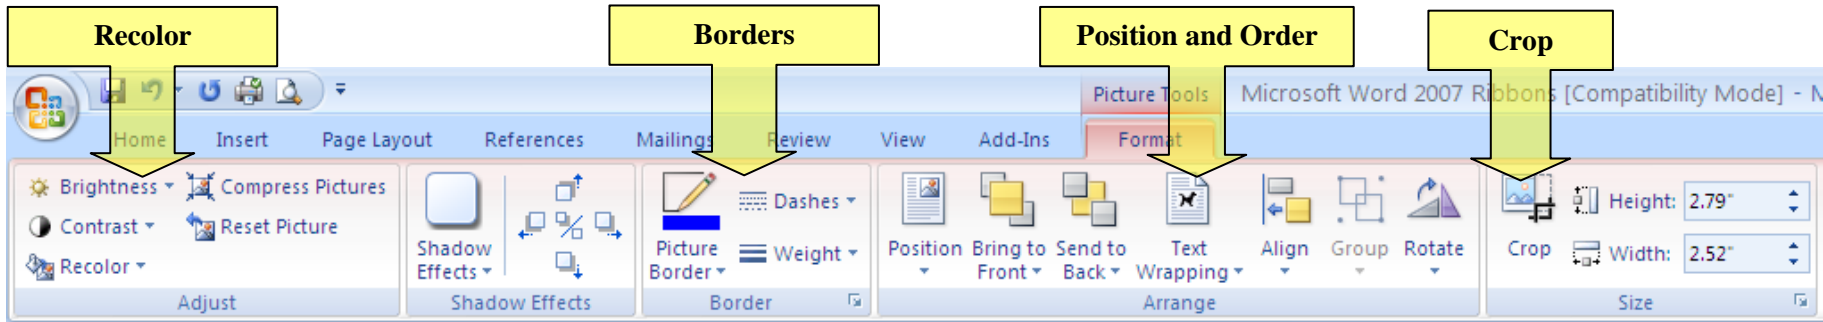 Recolor
Borders
Position and Order
Crop
Picture Tools
Microsoft Word 2007 Ribbons [Compatibility Mode] - M
Home Insert Page Layout References Mailings Review View Add-Ins Format
Brightness
Compress Pictures
Contrast
Reset Picture
Recolor
Adjust
Shadow
Effects
Shadow Effects
Picture
Border
Dashes
Weight
Border
Position
Bring to
Front
Send to
Back
Text
Wrapping
Align
Group
Rotate
Arrange
Crop
Height: 2.79"
Width: 2.52"
Size